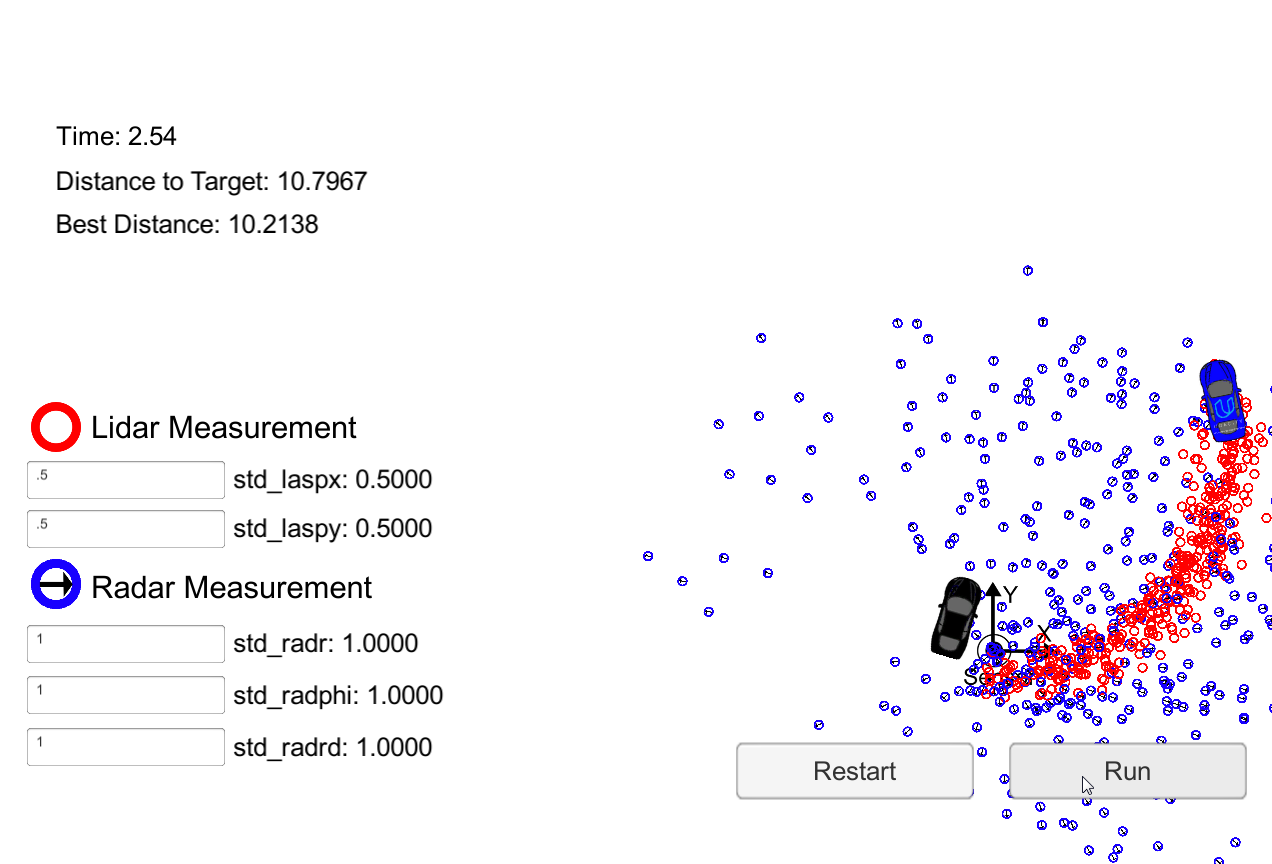 Time: 2.54
Distance to Target: 10.7967
Best Distance: 10.2138
Lidar Measurement
.5
std_laspx: 0.5000
.5
std_laspy: 0.5000
Radar Measurement
1
std_radr: 1.0000
1
std_radphi: 1.0000
1
std_radrd: 1.0000
Y
X
Restart
Run